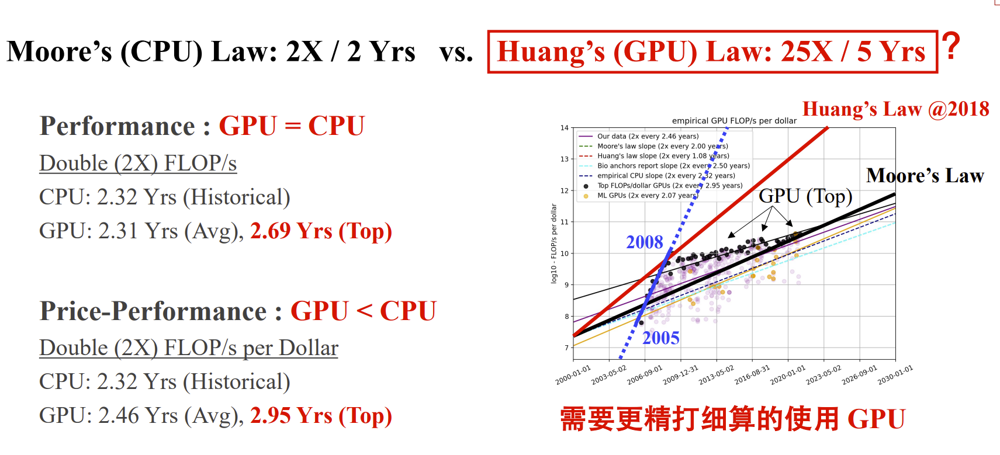 Moore's (CPU) Law: 2X / 2 Yrs vs. Huang's (GPU) Law: 25X / 5 Yrs ?
Performance : GPU = CPU
Double (2X) FLOP/s
CPU: 2.32 Yrs (Historical)
GPU: 2.31 Yrs (Avg), 2.69 Yrs (Top)
Price-Performance : GPU < CPU
Double (2X) FLOP/s per Dollar
CPU: 2.32 Yrs (Historical)
GPU: 2.46 Yrs (Avg), 2.95 Yrs (Top)
Huang's Law @2018
empirical GPU FLOP/s per dollar
Our data (2x every 2.46 years)
Moore's law slope (2x every 2.00 years)
Huang's law slope (2x every 1.08 years)
Bio anchors report slope (2x every 2.50 years)
empirical CPU slope (2x every 2.32 years)
Top FLOPs/dollar GPUs (2x every 2.95 years)
ML GPUs (2x every 2.07 years)
Moore's Law
GPU (Top)
2008
2005
log10 - FLOP/s per dollar
14
13
12
11
10
9
8
7
2000-01-01
2003-05-02
2006-09-01
2009-12-31
2013-05-02
2016-08-31
2020-01-01
2023-05-02
2026-09-01
2030-01-01
需要更精打细算的使用 GPU